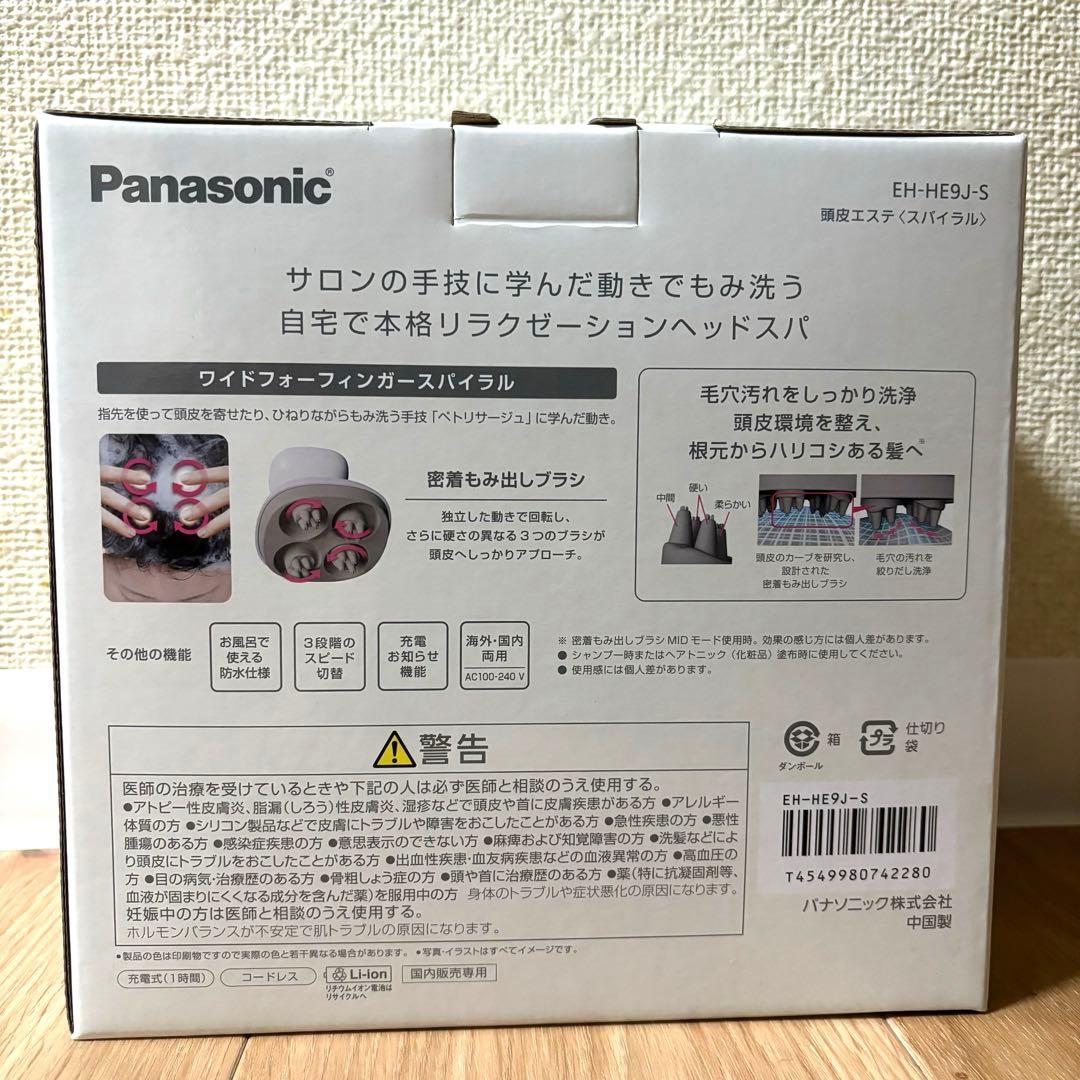 Panasonic®
EH-HE9J-S
頭皮エステ〈スパイラル〉
サロンの手技に学んだ動きでもみ洗う
自宅で本格リラクゼーションヘッドスパ
ワイドフォーフィンガースパイラル
指先を使って頭皮を寄せたり、ひねりながらもみ洗う手技「ペトリサージュ」に学んだ動き。
密着もみ出しブラシ
独立した動きで回転し、
さらに硬さの異なる3つのブラシが
頭皮へしっかりアプローチ。
毛穴汚れをしっかり洗浄
頭皮環境を整え、
根元からハリコシある髪へ※
中間
硬い
柔らかい
頭皮のカーブを研究し、
設計された
密着もみ出しブラシ
毛穴の汚れを
絞りだし洗浄
その他の機能
お風呂で
使える
防水仕様
3段階の
スピード
切替
充電
お知らせ
機能
海外・国内
両用
AC100-240 V
※ 密着もみ出しブラシ MID モード使用時。効果の感じ方には個人差があります。
● シャンプー時またはヘアトニック（化粧品）塗布時に使用してください。
● 使用感には個人差があります。
警告
医師の治療を受けているときや下記の人は必ず医師と相談のうえ使用する。
●アトピー性皮膚炎、脂漏(しろう)性皮膚炎、湿疹などで頭皮や首に皮膚疾患がある方 ●アレルギー
体質の方 ●シリコン製品などで皮膚にトラブルや障害をおこしたことがある方 ●急性疾患の方 ●悪性
腫瘍のある方 ●感染症疾患の方 ●意思表示のできない方 ●麻痺および知覚障害の方 ●洗髪などによ
り頭皮にトラブルをおこしたことがある方 ●出血性疾患・血友病疾患などの血液異常の方 ●高血圧の
方 ●目の病気・治療歴のある方 ●骨粗しょう症の方 ●頭や首に治療歴のある方 ●薬(特に抗凝固剤等、
血液が固まりにくくなる成分を含んだ薬)を服用中の方 身体のトラブルや症状悪化の原因になります。
妊娠中の方は医師と相談のうえ使用する。
ホルモンバランスが不安定で肌トラブルの原因になります。
●製品の色は印刷物ですので実際の色と若干異なる場合があります。 ●写真・イラストはすべてイメージです。
充電式(1時間)
コードレス
Li-ion
リチウムイオン電池は
リサイクルへ
国内販売専用
箱
ダンボール
プラ
仕切り
袋
EH-HE9J-S
T4549980742280
パナソニック株式会社
中国製